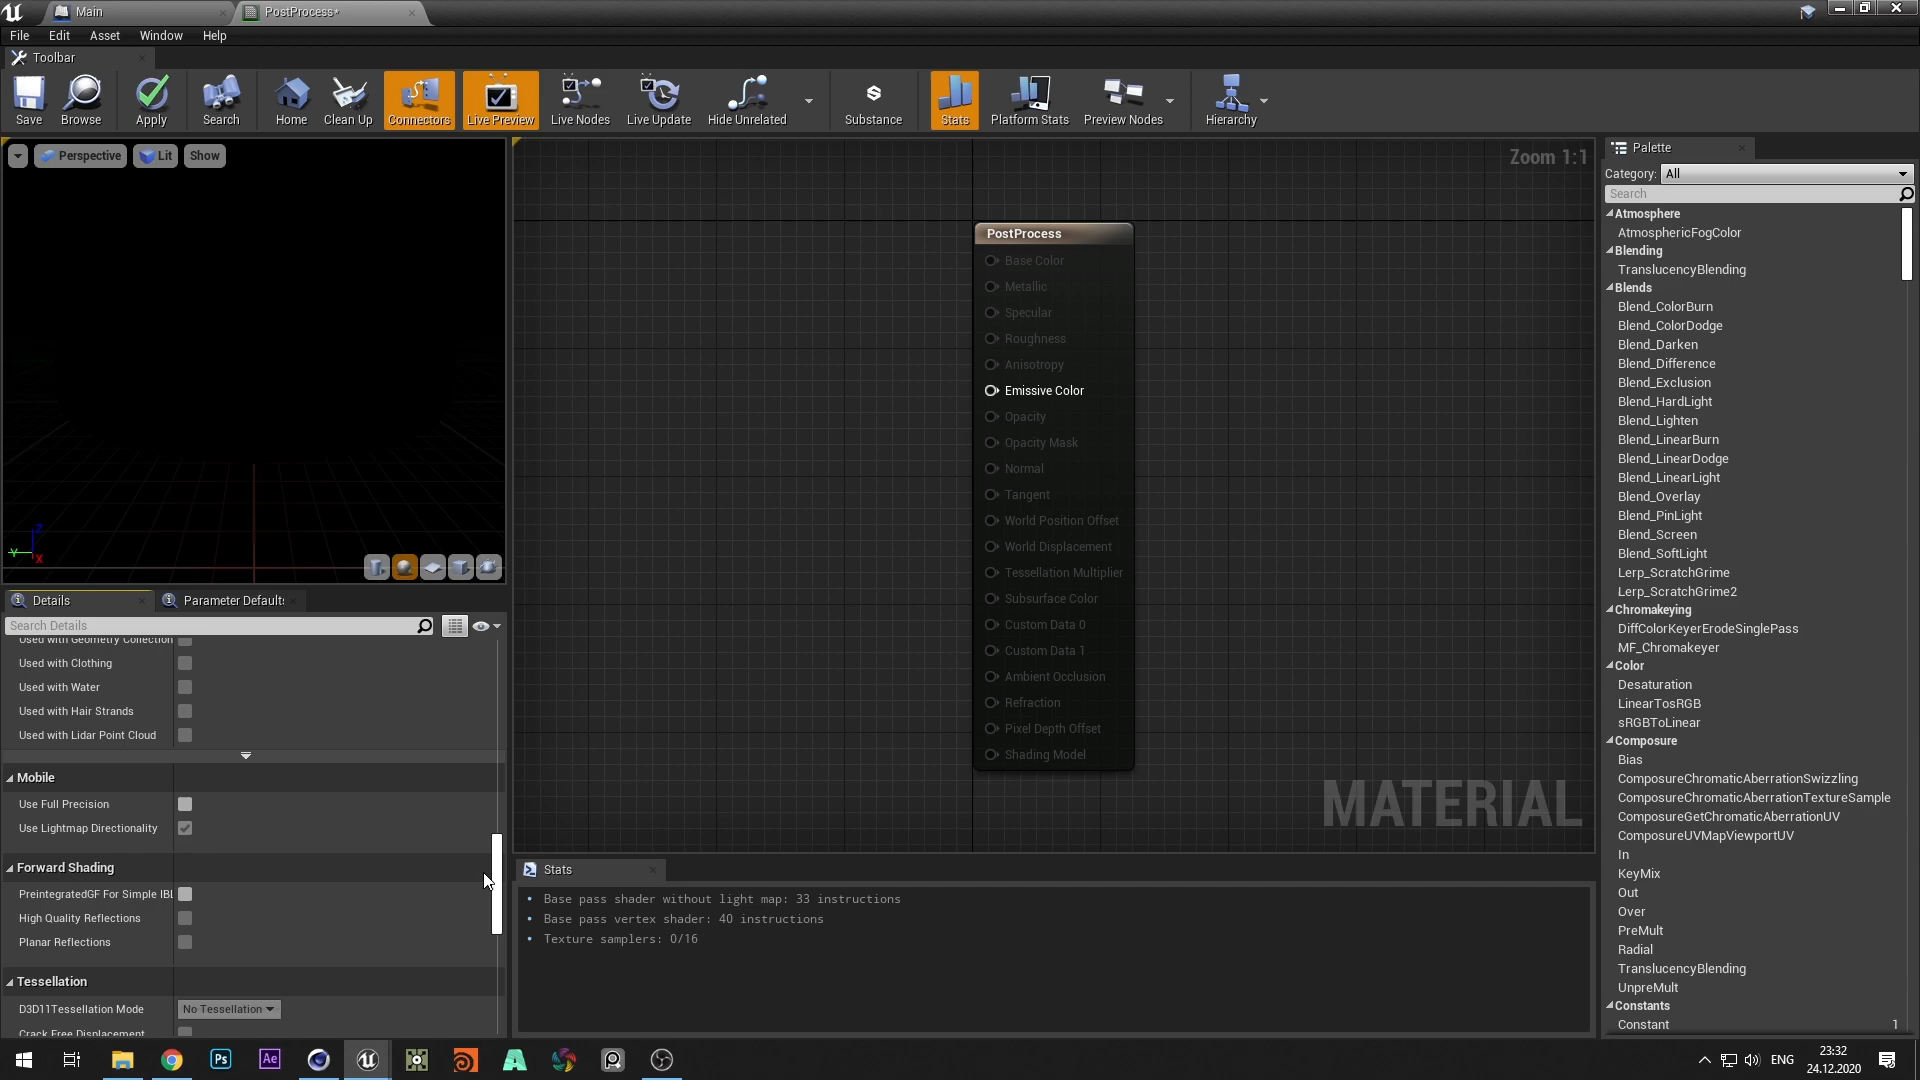 Main
PostProcess*
File
Edit
Asset
Window
Help
Toolbar
Save
Browse
Apply
Search
Home
Clean Up
Connectors
Live Preview
Live Nodes
Live Update
Hide Unrelated
Substance
Stats
Platform Stats
Preview Nodes
Hierarchy
Perspective
Lit
Show
Zoom 1:1
Z
Y
X
PostProcess
Base Color
Metallic
Specular
Roughness
Anisotropy
Emissive Color
Opacity
Opacity Mask
Normal
Tangent
World Position Offset
World Displacement
Tessellation Multiplier
Subsurface Color
Custom Data 0
Custom Data 1
Ambient Occlusion
Refraction
Pixel Depth Offset
Shading Model
MATERIAL
Details
Parameter Defaults
Search Details
Used with Geometry Collection
Used with Clothing
Used with Water
Used with Hair Strands
Used with Lidar Point Cloud
Mobile
Use Full Precision
Use Lightmap Directionality
Forward Shading
PreintegratedGF For Simple IBL
High Quality Reflections
Planar Reflections
Tessellation
D3D11Tessellation Mode
No Tessellation
Crack Free Displacement
Stats
• Base pass shader without light map: 33 instructions
• Base pass vertex shader: 40 instructions
• Texture samplers: 0/16
Palette
Category:
All
Search
Atmosphere
AtmosphericFogColor
Blending
TranslucencyBlending
Blends
Blend_ColorBurn
Blend_ColorDodge
Blend_Darken
Blend_Difference
Blend_Exclusion
Blend_HardLight
Blend_Lighten
Blend_LinearBurn
Blend_LinearDodge
Blend_LinearLight
Blend_Overlay
Blend_PinLight
Blend_Screen
Blend_SoftLight
Lerp_ScratchGrime
Lerp_ScratchGrime2
Chromakeying
DiffColorKeyerErodeSinglePass
MF_Chromakeyer
Color
Desaturation
LinearTosRGB
sRGBToLinear
Composure
Bias
ComposureChromaticAberrationSwizzling
ComposureChromaticAberrationTextureSample
ComposureGetChromaticAberrationUV
ComposureUVMapViewportUV
In
KeyMix
Out
Over
PreMult
Radial
TranslucencyBlending
UnpreMult
Constants
Constant 1
Ps
Ae
ENG
23:32
24.12.2020